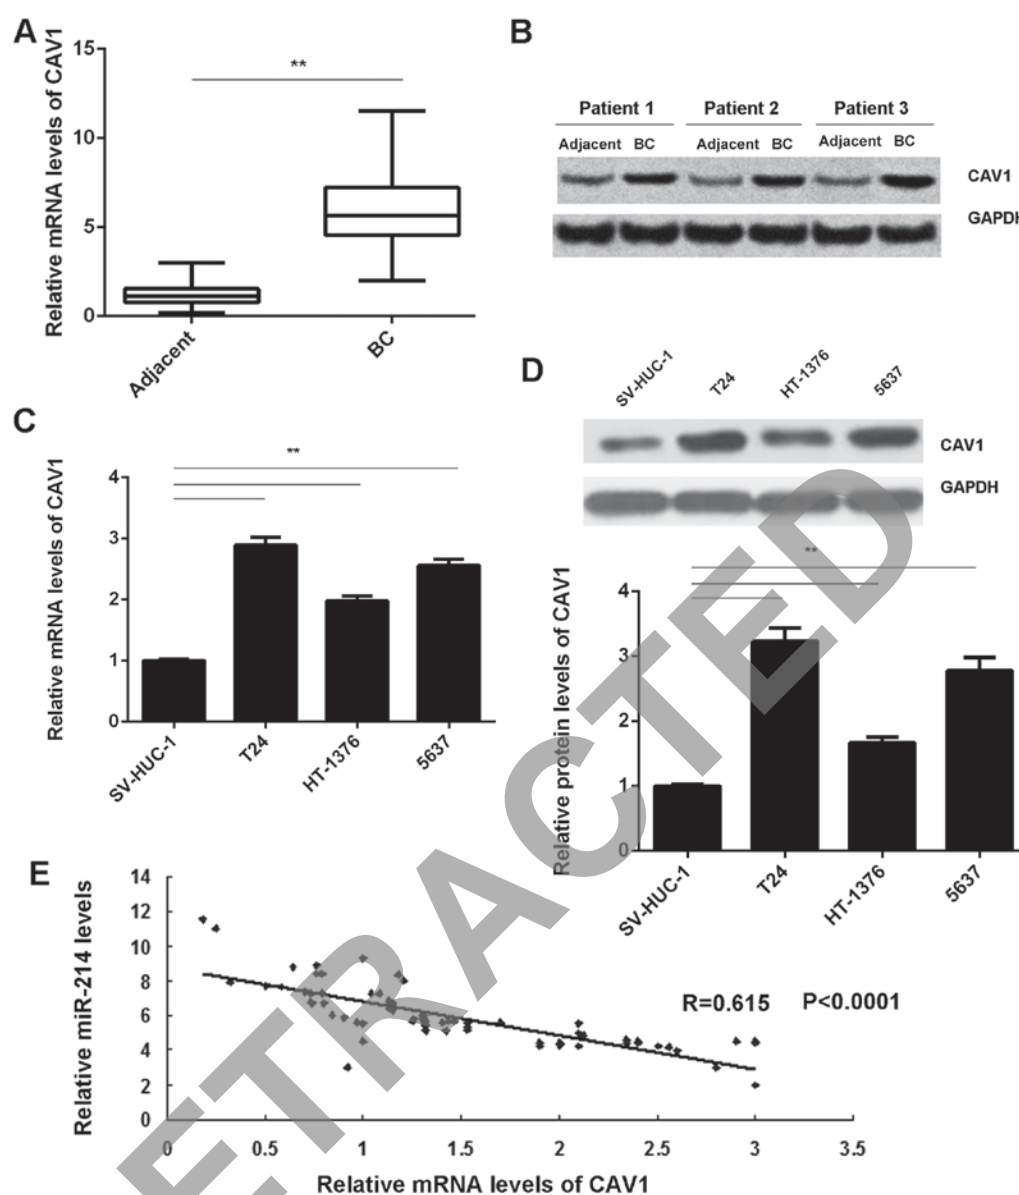 A
Relative mRNA levels of CAV1
15
10
5
0
**
Adjacent
BC
B
Patient 1 Patient 2 Patient 3
Adjacent BC Adjacent BC Adjacent BC
CAV1
GAPDH
C
Relative mRNA levels of CAV1
4
3
2
1
0
**
SV-HUC-1
T24
HT-1376
5637
D
SV-HUC-1
T24
HT-1376
5637
CAV1
GAPDH
Relative protein levels of CAV1
4
3
2
1
0
**
SV-HUC-1
T24
HT-1376
5637
E
Relative miR-214 levels
14
12
10
8
6
4
2
0
R=0.615 P<0.0001
0 0.5 1 1.5 2 2.5 3 3.5
Relative mRNA levels of CAV1
ETRACTED